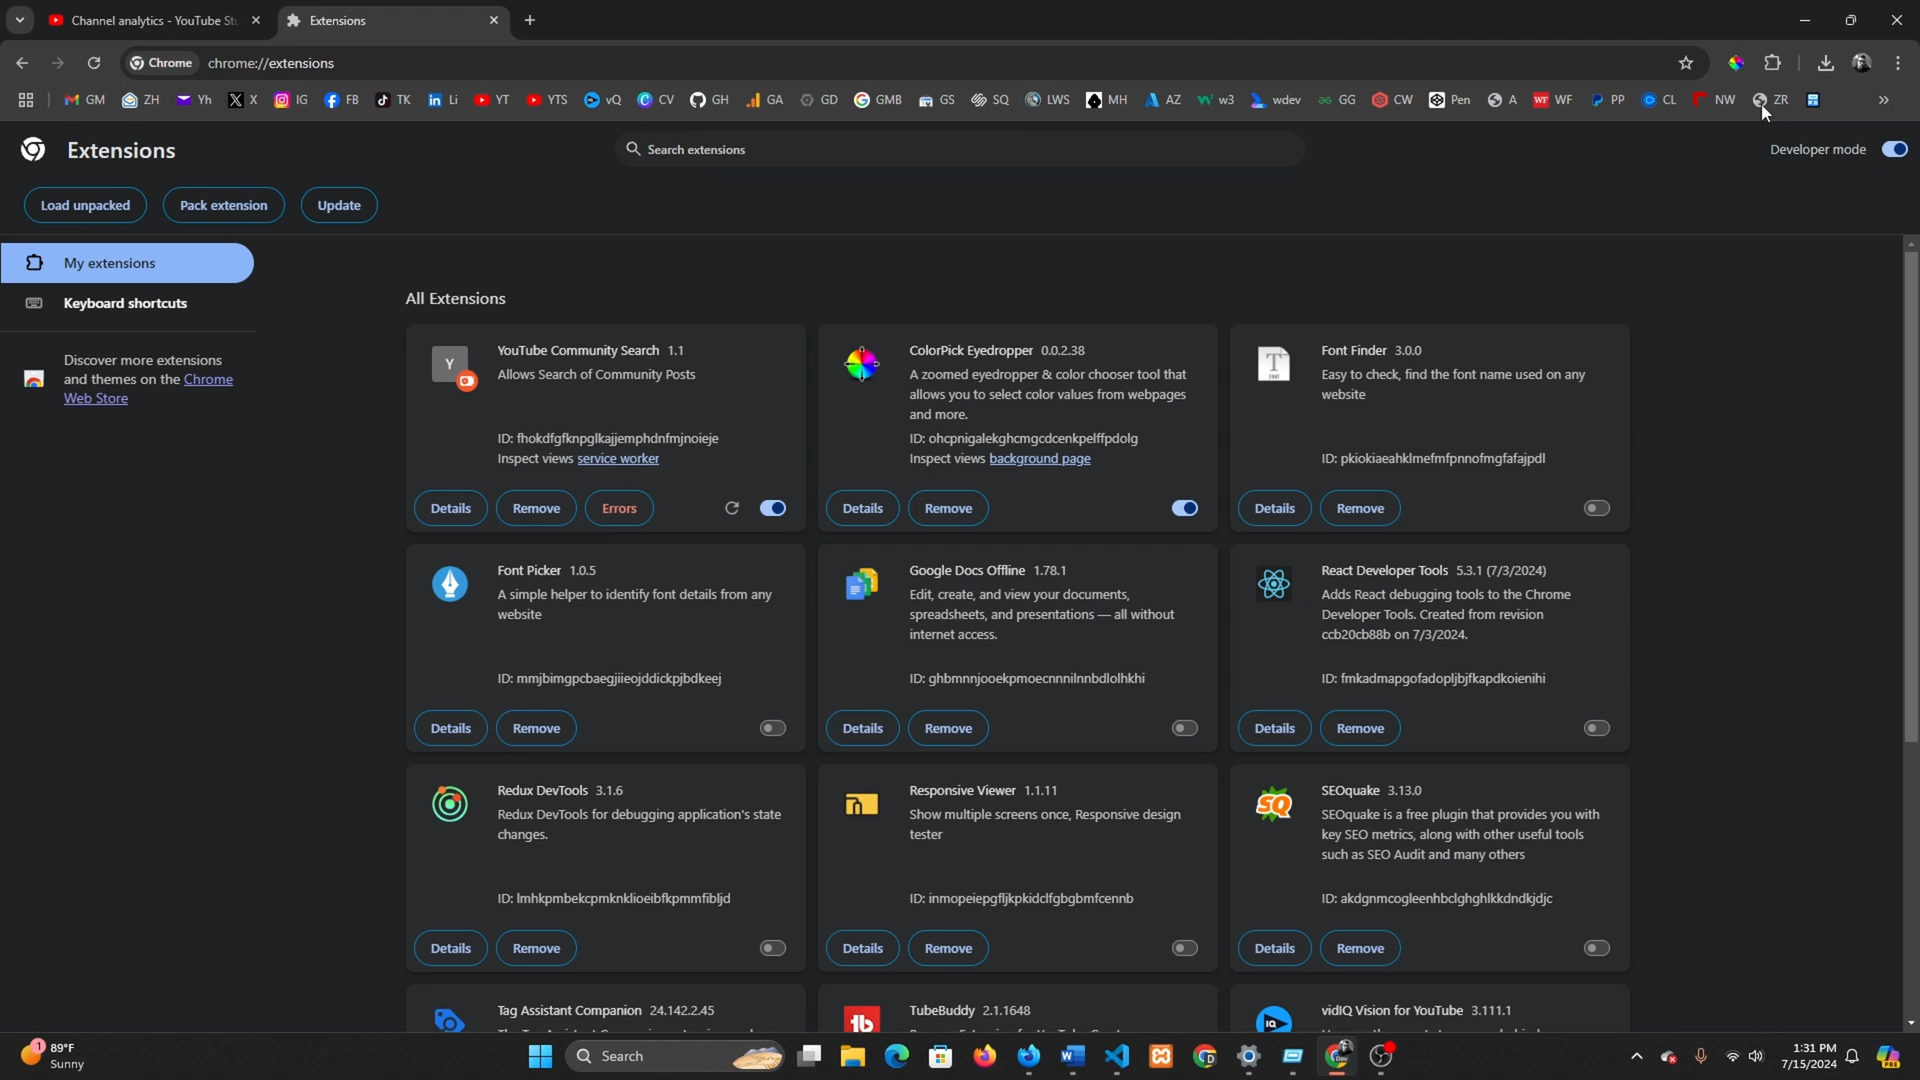 Channel analytics - YouTube Stu
Extensions
Chrome
chrome://extensions
GM
ZH
Yh
X
IG
FB
TK
Li
YT
YTS
vQ
CV
GH
GA
GD
GMB
GS
SQ
LWS
MH
AZ
w3
wdev
GG
CW
Pen
A
WF
PP
CL
NW
ZR
»
Extensions
Search extensions
Developer mode
Load unpacked
Pack extension
Update
My extensions
Keyboard shortcuts
Discover more extensions
and themes on the Chrome
Web Store
All Extensions
Y
YouTube Community Search 1.1
Allows Search of Community Posts
ID: fhokdfgfknpglkajjemphdnfmjnoieje
Inspect views service worker
Details
Remove
Errors
ColorPick Eyedropper 0.0.2.38
A zoomed eyedropper & color chooser tool that
allows you to select color values from webpages
and more.
ID: ohcpnigalekghcmgcdcenkpelffpdolg
Inspect views background page
Details
Remove
Font Finder 3.0.0
Easy to check, find the font name used on any
website
ID: pkiokiaeahklmefmfpnnofmgfafajpdl
Details
Remove
Font Picker 1.0.5
A simple helper to identify font details from any
website
ID: mmjbimgpcbaegjiieojddickpjbdkeej
Details
Remove
Google Docs Offline 1.78.1
Edit, create, and view your documents,
spreadsheets, and presentations — all without
internet access.
ID: ghbmnnjooekpmoecnnnilnnbdlolhkhi
Details
Remove
React Developer Tools 5.3.1 (7/3/2024)
Adds React debugging tools to the Chrome
Developer Tools. Created from revision
ccb20cb88b on 7/3/2024.
ID: fmkadmapgofadopljbjfkapdkoienihi
Details
Remove
Redux DevTools 3.1.6
Redux DevTools for debugging application's state
changes.
ID: lmhkpmbekcpmknklioeibfkpmmfibljd
Details
Remove
Responsive Viewer 1.1.11
Show multiple screens once, Responsive design
tester
ID: inmopeiepgfljkpkidclfgbgbmfcennb
Details
Remove
SEOquake 3.13.0
SEOquake is a free plugin that provides you with
key SEO metrics, along with other useful tools
such as SEO Audit and many others
ID: akdgnmcogleenhbclghghlkkdndkjdjc
Details
Remove
Tag Assistant Companion 24.142.2.45
TubeBuddy 2.1.1648
vidIQ Vision for YouTube 3.111.1
1
89°F
Sunny
Search
1:31 PM
7/15/2024